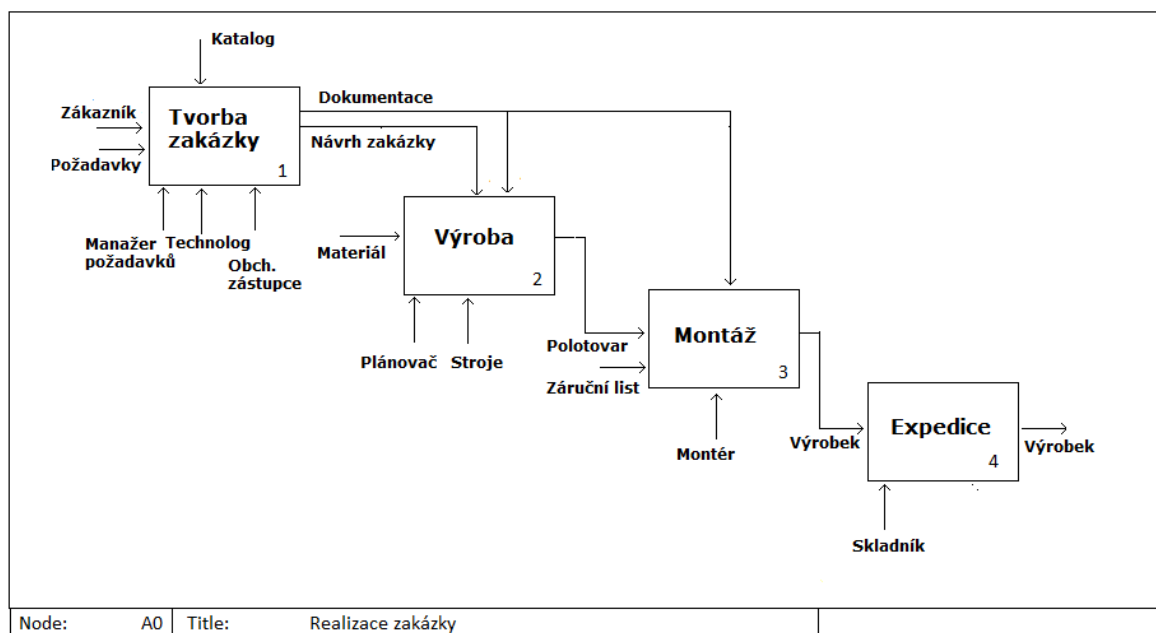 Katalog
Zákazník
Požadavky
Tvorba
zakázky
1
Dokumentace
Návrh zakázky
Manažer
požadavků
Technolog
Obch.
zástupce
Materiál
Výroba
2
Plánovač
Stroje
Polotovar
Záruční list
Montáž
3
Montér
Výrobek
Expedice
4
Výrobek
Skladník
Node: A0 Title: Realizace zakázky